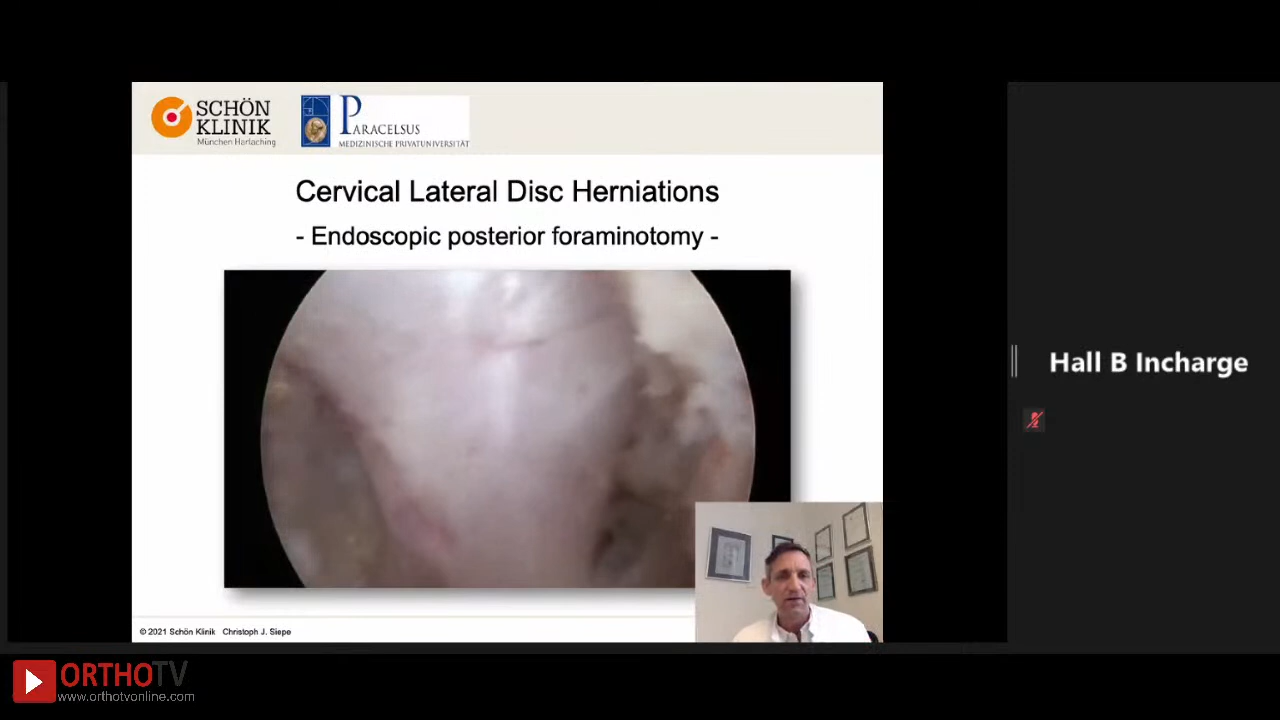 SCHÖN
KLINIK
München Harlaching
PARACELSUS
MEDIZINISCHE PRIVATUNIVERSITÄT
Cervical Lateral Disc Herniations
- Endoscopic posterior foraminotomy -
Hall B Incharge
© 2021 Schön Klinik Christoph J. Siepe
ORTHOTV
www.orthotvonline.com